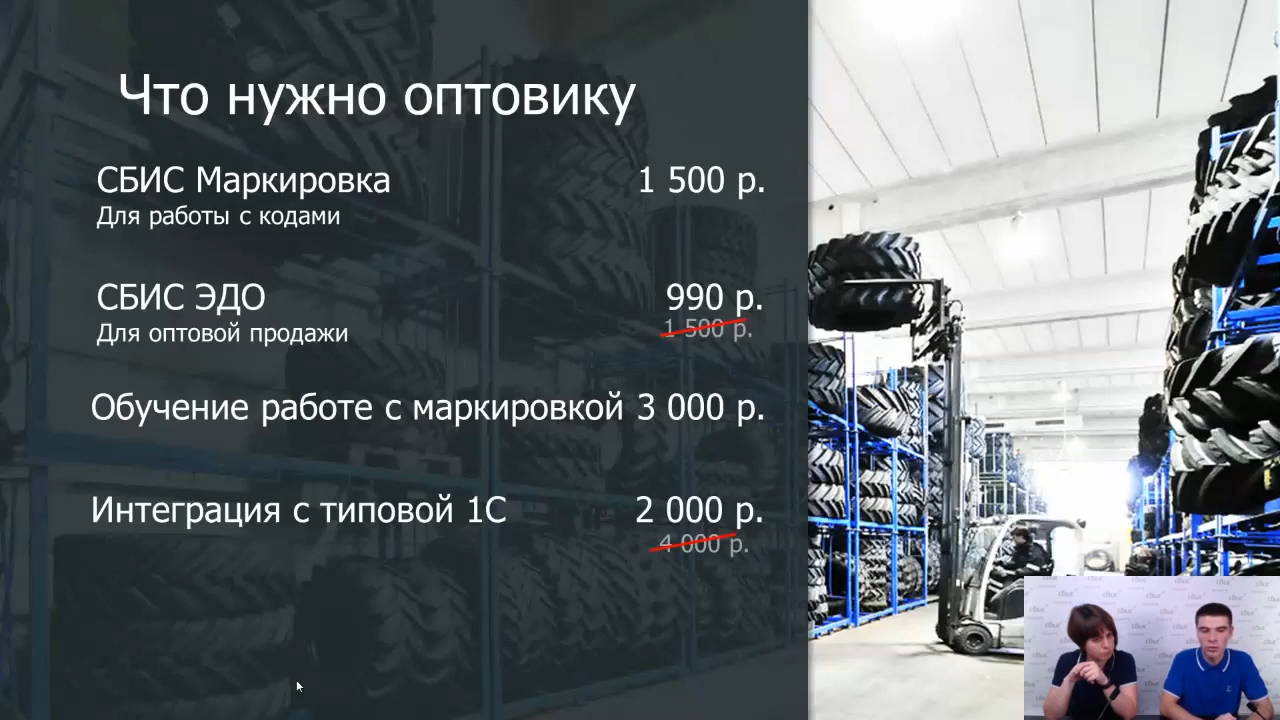 Что нужно оптовику
СБИС Маркировка 1 500 р.
Для работы с кодами
СБИС ЭДО 990 р.
Для оптовой продажи 1 500 р.
Обучение работе с маркировкой 3 000 р.
Интеграция с типовой 1С 2 000 р.
4 000 р.